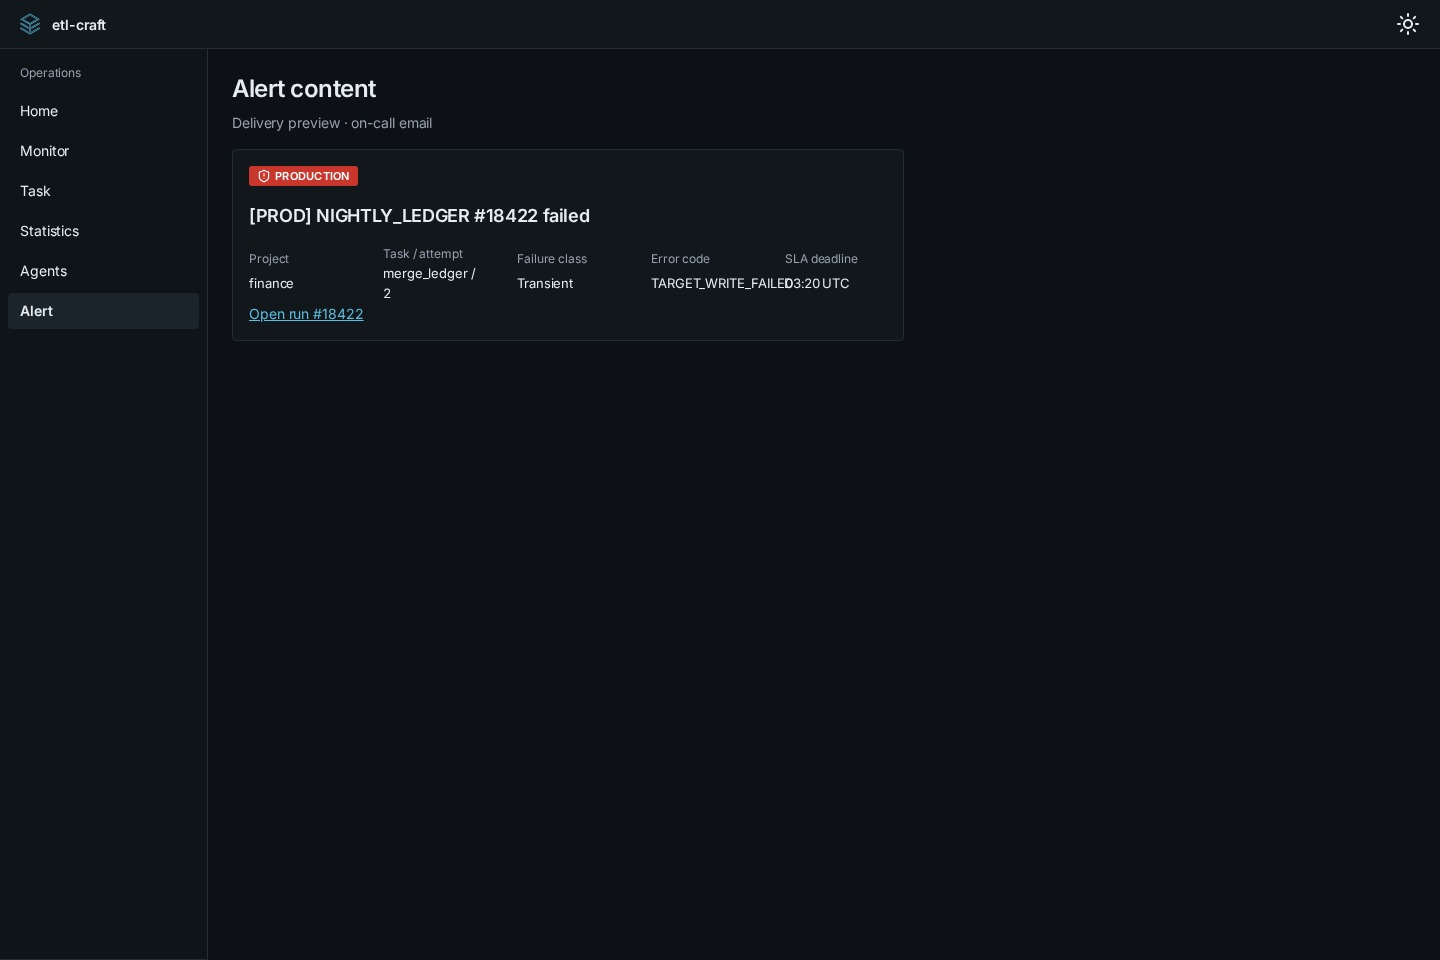 etl-craft
Operations
Home
Monitor
Task
Statistics
Agents
Alert
Alert content
Delivery preview · on-call email
PRODUCTION
[PROD] NIGHTLY_LEDGER #18422 failed
Project
finance
Task / attempt
merge_ledger /
2
Failure class
Transient
Error code
TARGET_WRITE_FAILED
SLA deadline
03:20 UTC
Open run #18422